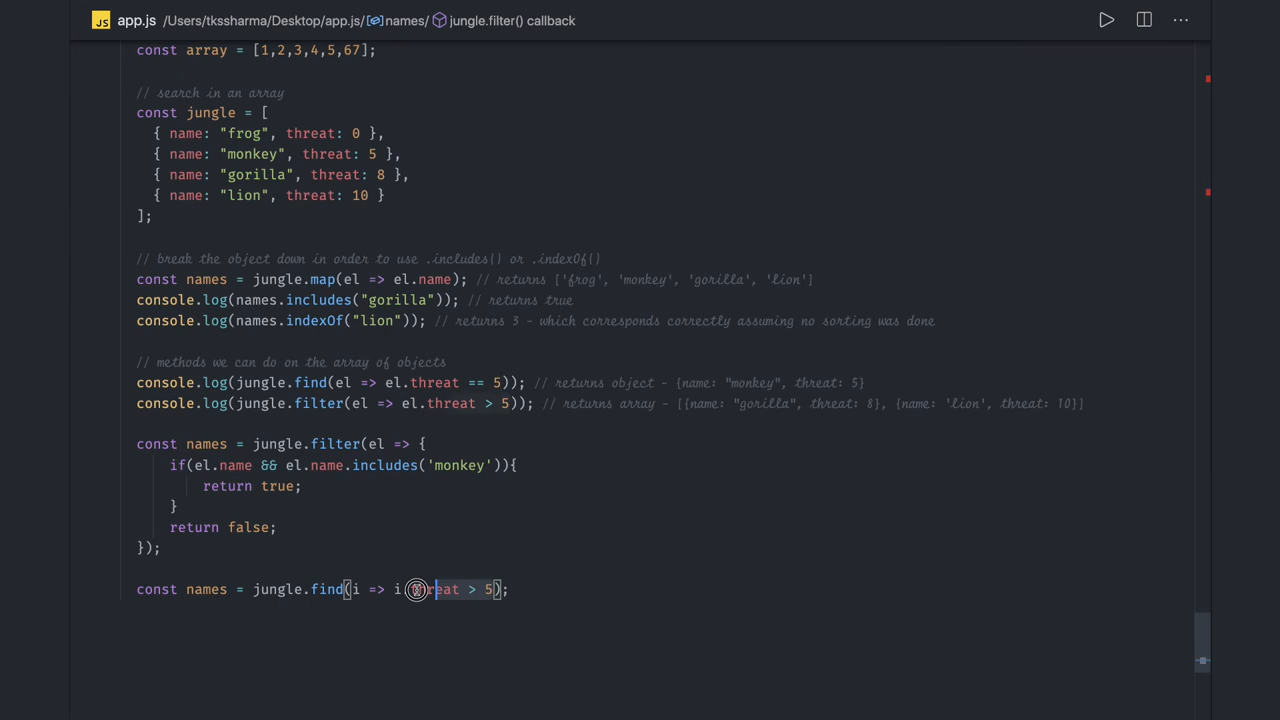 JS app.js /Users/tkssharma/Desktop/app.js/names/ jungle.filter() callback
const array = [1,2,3,4,5,67];
// search in an array
const jungle = [
{ name: "frog", threat: 0 },
{ name: "monkey", threat: 5 },
{ name: "gorilla", threat: 8 },
{ name: "lion", threat: 10 }
];
// break the object down in order to use .includes() or .indexOf()
const names = jungle.map(el => el.name); // returns ['frog', 'monkey', 'gorilla', 'lion']
console.log(names.includes("gorilla")); // returns true
console.log(names.indexOf("lion")); // returns 3 - which corresponds correctly assuming no sorting was done
// methods we can do on the array of objects
console.log(jungle.find(el => el.threat == 5)); // returns object - {name: "monkey", threat: 5}
console.log(jungle.filter(el => el.threat > 5)); // returns array - [{name: "gorilla", threat: 8}, {name: 'lion', threat: 10}]
const names = jungle.filter(el => {
if(el.name && el.name.includes('monkey')){
return true;
}
return false;
});
const names = jungle.find(i => i.threat > 5);